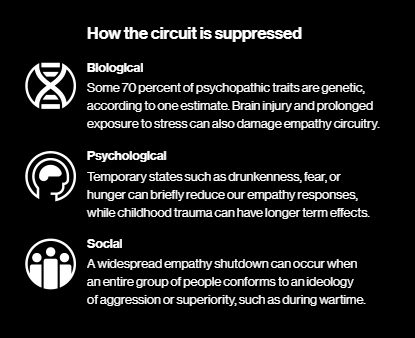 How the circuit is suppressed
Biological
Some 70 percent of psychopathic traits are genetic,
according to one estimate. Brain injury and prolonged
exposure to stress can also damage empathy circuitry.
Psychological
Temporary states such as drunkenness, fear, or
hunger can briefly reduce our empathy responses,
while childhood trauma can have longer term effects.
Social
A widespread empathy shutdown can occur when
an entire group of people conforms to an ideology
of aggression or superiority, such as during wartime.